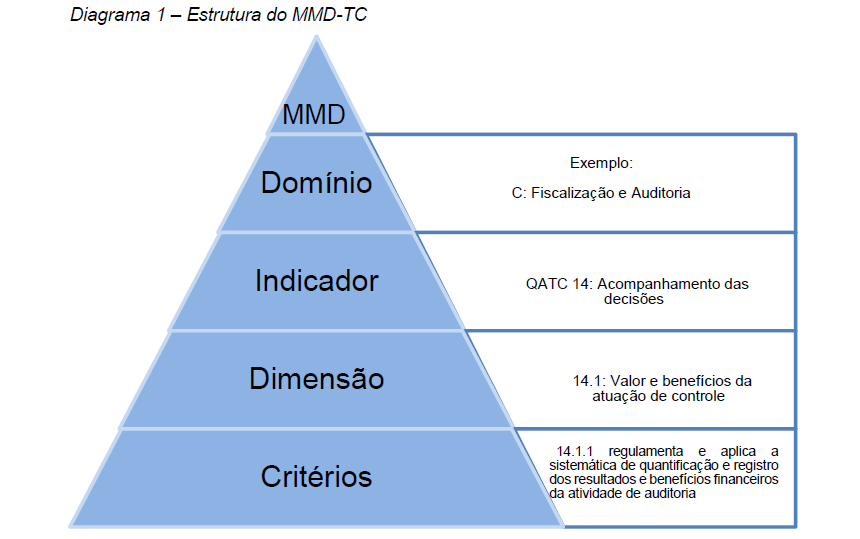 Diagrama 1 – Estrutura do MMD-TC
MMD
Domínio
Exemplo:
C: Fiscalização e Auditoria
Indicador
QATC 14: Acompanhamento das
decisões
Dimensão
14.1: Valor e benefícios da
atuação de controle
Critérios
14.1.1 regulamenta e aplica a
sistemática de quantificação e registro
dos resultados e benefícios financeiros
da atividade de auditoria